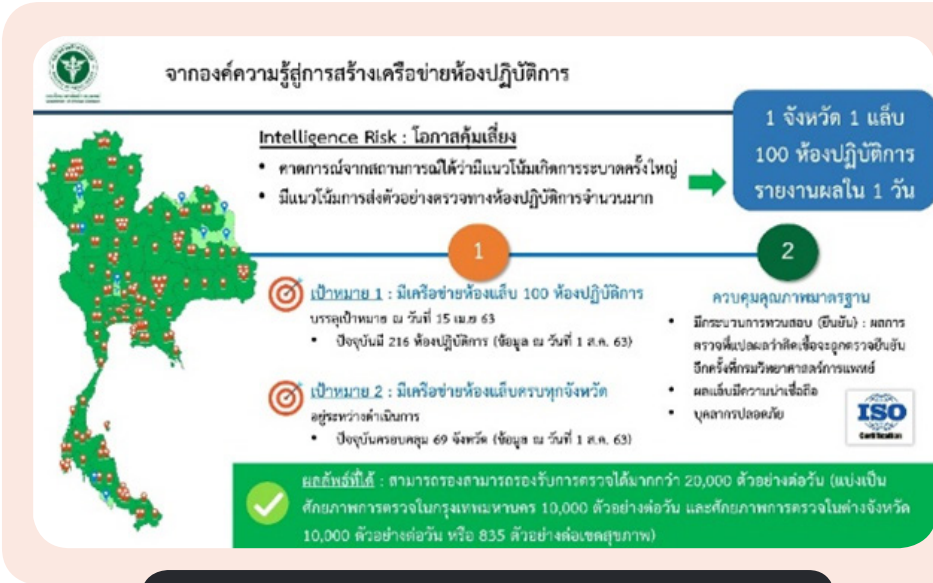 จากองค์ความรู้สู่การสร้างเครือข่ายห้องปฏิบัติการ
Intelligence Risk : โอกาสคุ้มเสี่ยง
• คาดการณ์จากสถานการณ์ได้ว่ามีแนวโน้มเกิดการระบาดครั้งใหญ่
• มีแนวโน้มการส่งตัวอย่างตรวจทางห้องปฏิบัติการจำนวนมาก
1 จังหวัด 1 แล็บ
100 ห้องปฏิบัติการ
รายงานผลใน 1 วัน
1
เป้าหมาย 1 : มีเครือข่ายห้องแล็บ 100 ห้องปฏิบัติการ
บรรลุเป้าหมาย ณ วันที่ 15 เม.ย 63
• ปัจจุบันมี 216 ห้องปฏิบัติการ (ข้อมูล ณ วันที่ 1 ส.ค. 63)
เป้าหมาย 2 : มีเครือข่ายห้องแล็บครบทุกจังหวัด
อยู่ระหว่างดำเนินการ
• ปัจจุบันครอบคลุม 69 จังหวัด (ข้อมูล ณ วันที่ 1 ส.ค. 63)
2
ควบคุมคุณภาพมาตรฐาน
• มีกระบวนการทวนสอบ (ยืนยัน) : ผลการ
ตรวจที่แปลผลว่าติดเชื้อจะถูกตรวจยืนยัน
อีกครั้งที่กรมวิทยาศาสตร์การแพทย์
• ผลแล็บมีความน่าเชื่อถือ
• บุคลากรปลอดภัย
ISO
Certification
ผลลัพธ์ที่ได้ : สามารถรองสามารถรองรับการตรวจได้มากกว่า 20,000 ตัวอย่างต่อวัน (แบ่งเป็น
ศักยภาพการตรวจในกรุงเทพมหานคร 10,000 ตัวอย่างต่อวัน และศักยภาพการตรวจในต่างจังหวัด
10,000 ตัวอย่างต่อวัน หรือ 835 ตัวอย่างต่อเขตสุขภาพ)